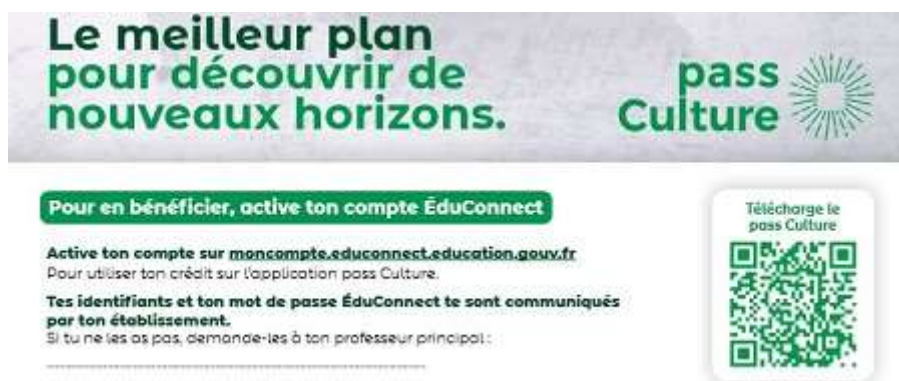 Le meilleur plan
pour découvrir de
nouveaux horizons.
pass
Culture
Pour en bénéficier, active ton compte ÉduConnect
Active ton compte sur moncompte.educonnect.education.gouv.fr
Pour utiliser ton crédit sur l'application pass Culture.
Tes identifiants et ton mot de passe ÉduConnect te sont communiqués
par ton établissement.
Si tu ne les as pas, demande-les à ton professeur principal :
Télécharge le
pass Culture